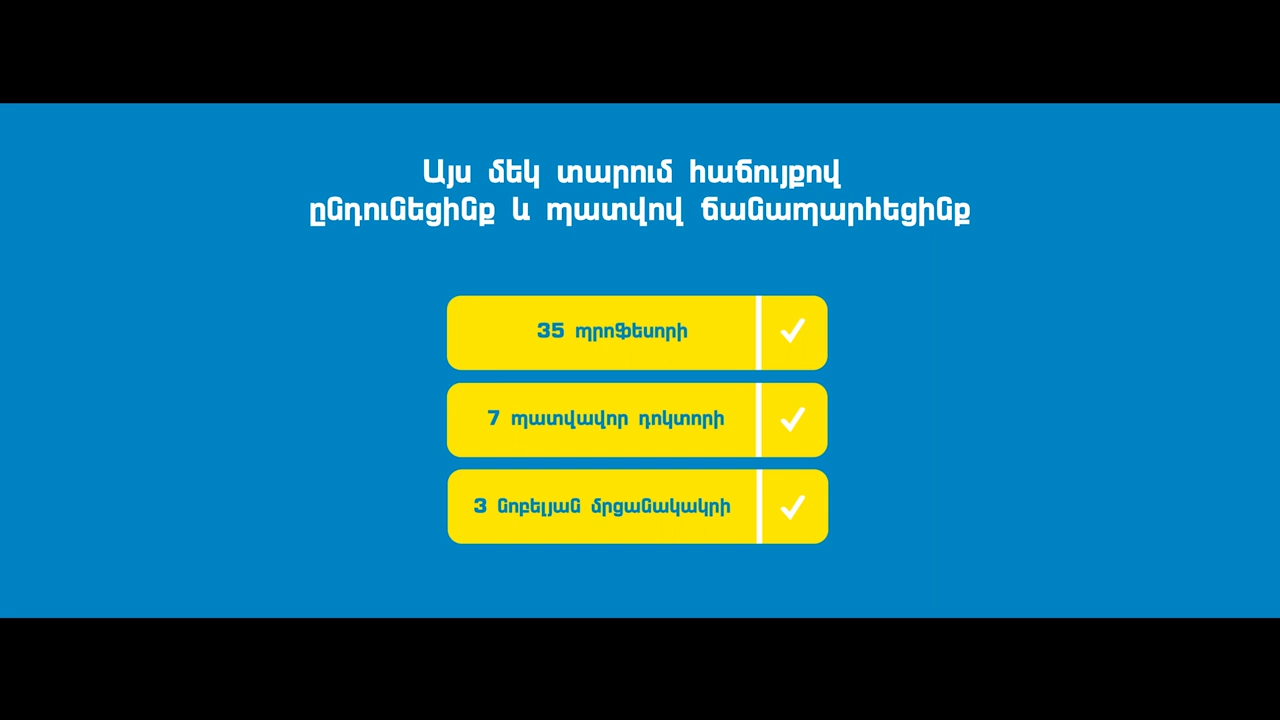 Այս մեկ տարում հաճույքով
ընդունեցինք և պատվով ճանապարհեցինք
35 պրոֆեսորի
7 պատվավոր դոկտորի
3 նոբելյան մրցանակակրի